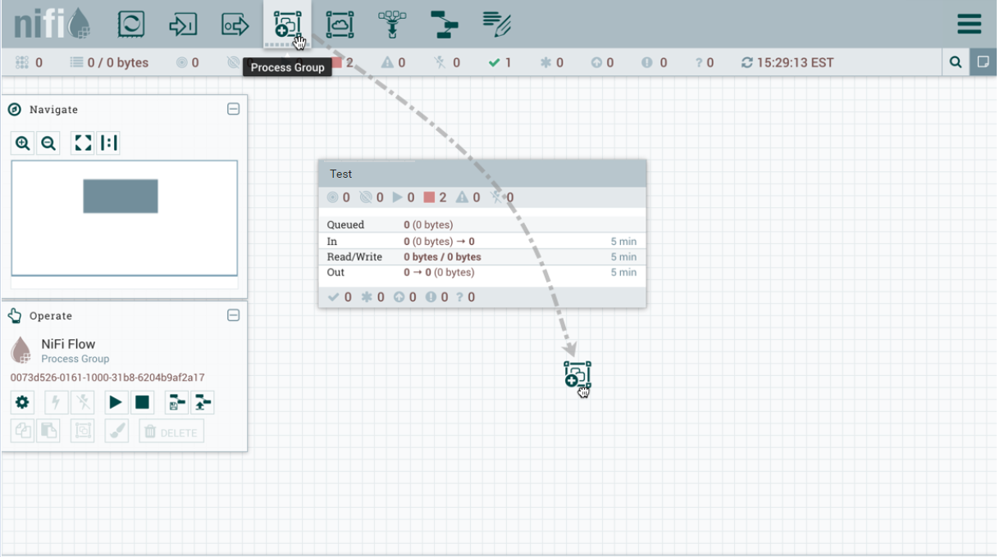 nifi
0 0 / 0 bytes 0 2 0 0 1 0 0 0 ? 0 15:29:13 EST
Process Group
Navigate
Test
0 0 0 2 0 0
Queued 0 (0 bytes)
In 0 (0 bytes) → 0 5 min
Read/Write 0 bytes / 0 bytes 5 min
Out 0 → 0 (0 bytes) 5 min
0 0 0 0 ? 0
Operate
NiFi Flow
Process Group
0073d526-0161-1000-31b8-6204b9af2a17
DELETE